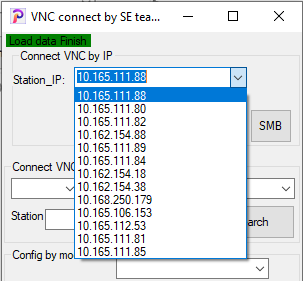 VNC connect by SE tea...
Load data Finish
Connect VNC by IP
Station_IP:
10.165.111.88
10.165.111.88
10.165.111.80
10.165.111.82
10.162.154.88
10.165.111.89
10.165.111.84
10.162.154.18
10.162.154.38
10.168.250.179
10.165.106.153
10.165.112.53
10.165.111.81
10.165.111.85
SMB
Connect VNC
Station
arch
Config by mo